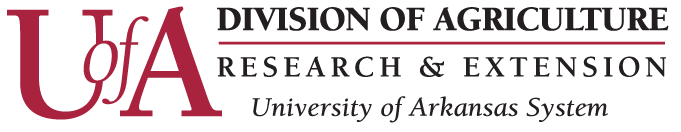 UofA
DIVISION OF AGRICULTURE
RESEARCH & EXTENSION
University of Arkansas System